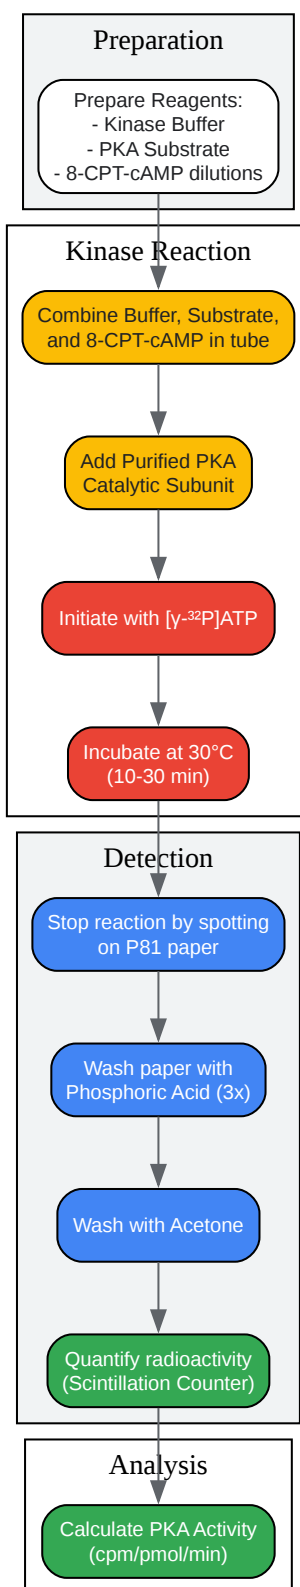 Preparation
Prepare Reagents:
- Kinase Buffer
- PKA Substrate
- 8-CPT-cAMP dilutions
Kinase Reaction
Combine Buffer, Substrate,
and 8-CPT-cAMP in tube
Add Purified PKA
Catalytic Subunit
Initiate with [γ-³²P]ATP
Incubate at 30°C
(10-30 min)
Detection
Stop reaction by spotting
on P81 paper
Wash paper with
Phosphoric Acid (3x)
Wash with Acetone
Quantify radioactivity
(Scintillation Counter)
Analysis
Calculate PKA Activity
(cpm/pmol/min)